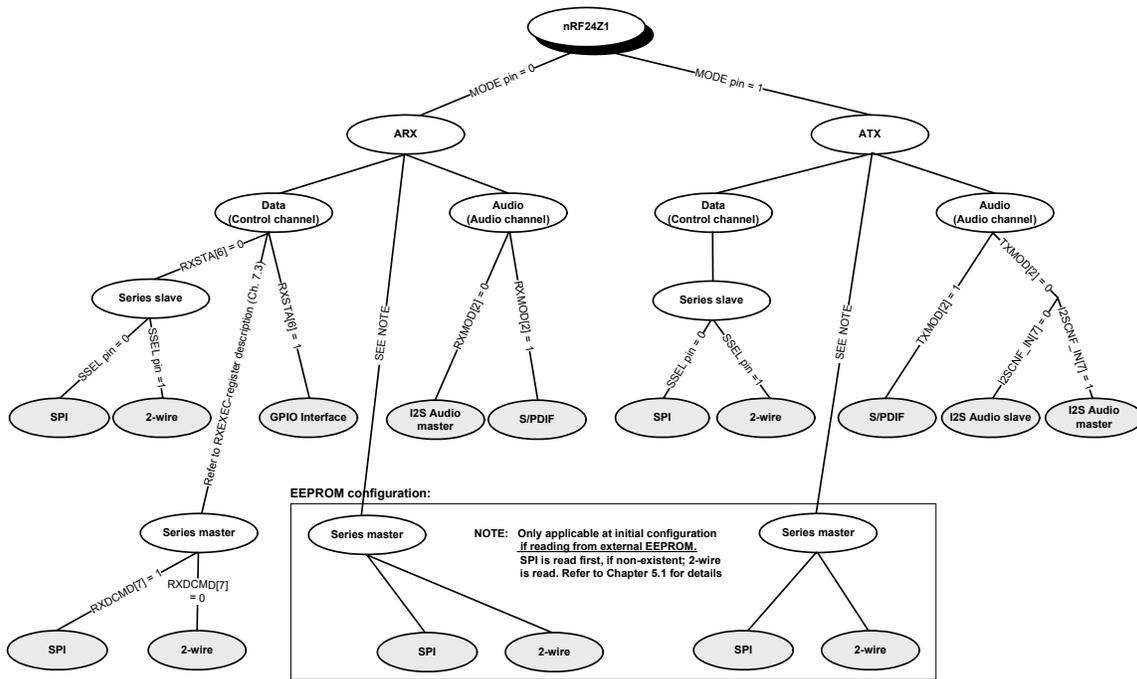 nRF24Z1
MODE pin = 0
MODE pin = 1
ARX
ATX
Data
(Control channel)
Audio
(Audio channel)
Data
(Control channel)
Audio
(Audio channel)
RXSTA[6] = 0
Refer to RXEXEC-register description (Ch. 7.3)
RXSTA[6] = 1
SEE NOTE
RXMOD[2] = 0
RXMOD[2] = 1
SEE NOTE
TXMOD[2] = 1
TXMOD[2] = 0
I2SCNF_IN[7] = 0
I2SCNF_IN[7] = 1
Series slave
Series slave
SSEL pin = 0
SSEL pin =1
SSEL pin = 0
SSEL pin =1
SPI
2-wire
GPIO Interface
I2S Audio
master
S/PDIF
SPI
2-wire
S/PDIF
I2S Audio slave
I2S Audio
master
EEPROM configuration:
Series master
Series master
NOTE: Only applicable at initial configuration
if reading from external EEPROM.
SPI is read first, if non-existent; 2-wire
is read. Refer to Chapter 5.1 for details
Series master
RXDCMD[7] = 1
RXDCMD[7]
= 0
SPI
2-wire
SPI
2-wire
SPI
2-wire